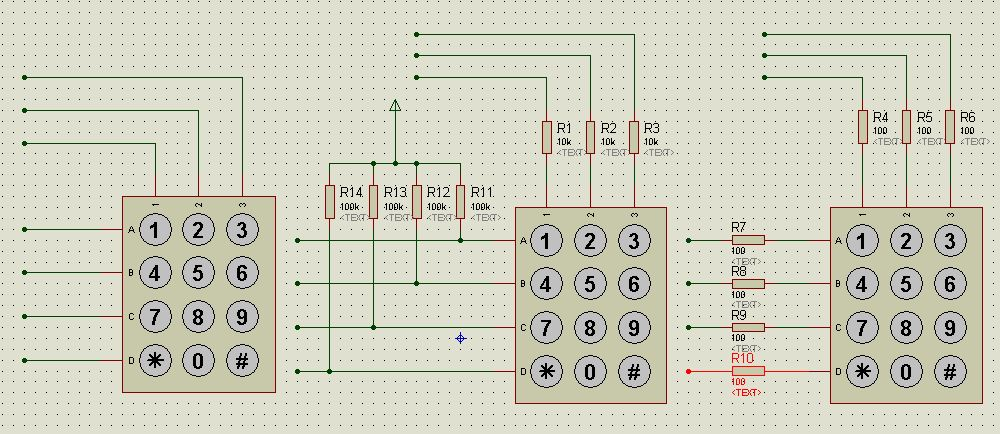 R1 R2 R3
10k 10k 10k
<TEXT> <TEXT> <TEXT>
R4 R5 R6
100 100 100
<TEXT> <TEXT> <TEXT>
R14 R13 R12 R11
100k 100k 100k 100k
<TEXT> <TEXT> <TEXT> <TEXT>
1 2 3
A 1 2 3
B 4 5 6
C 7 8 9
D * 0 #
1 2 3
A 1 2 3
B 4 5 6
C 7 8 9
D * 0 #
R7
100
<TEXT>
R8
100
<TEXT>
R9
100
<TEXT>
R10
100
<TEXT>
1 2 3
A 1 2 3
B 4 5 6
C 7 8 9
D * 0 #